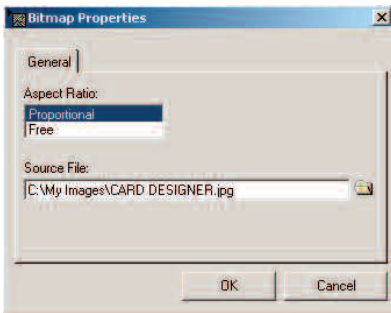 Bitmap Properties
General
Aspect Ratio:
Proportional
Free
Source File:
C:\My Images\CARD DESIGNER.jpg
OK
Cancel